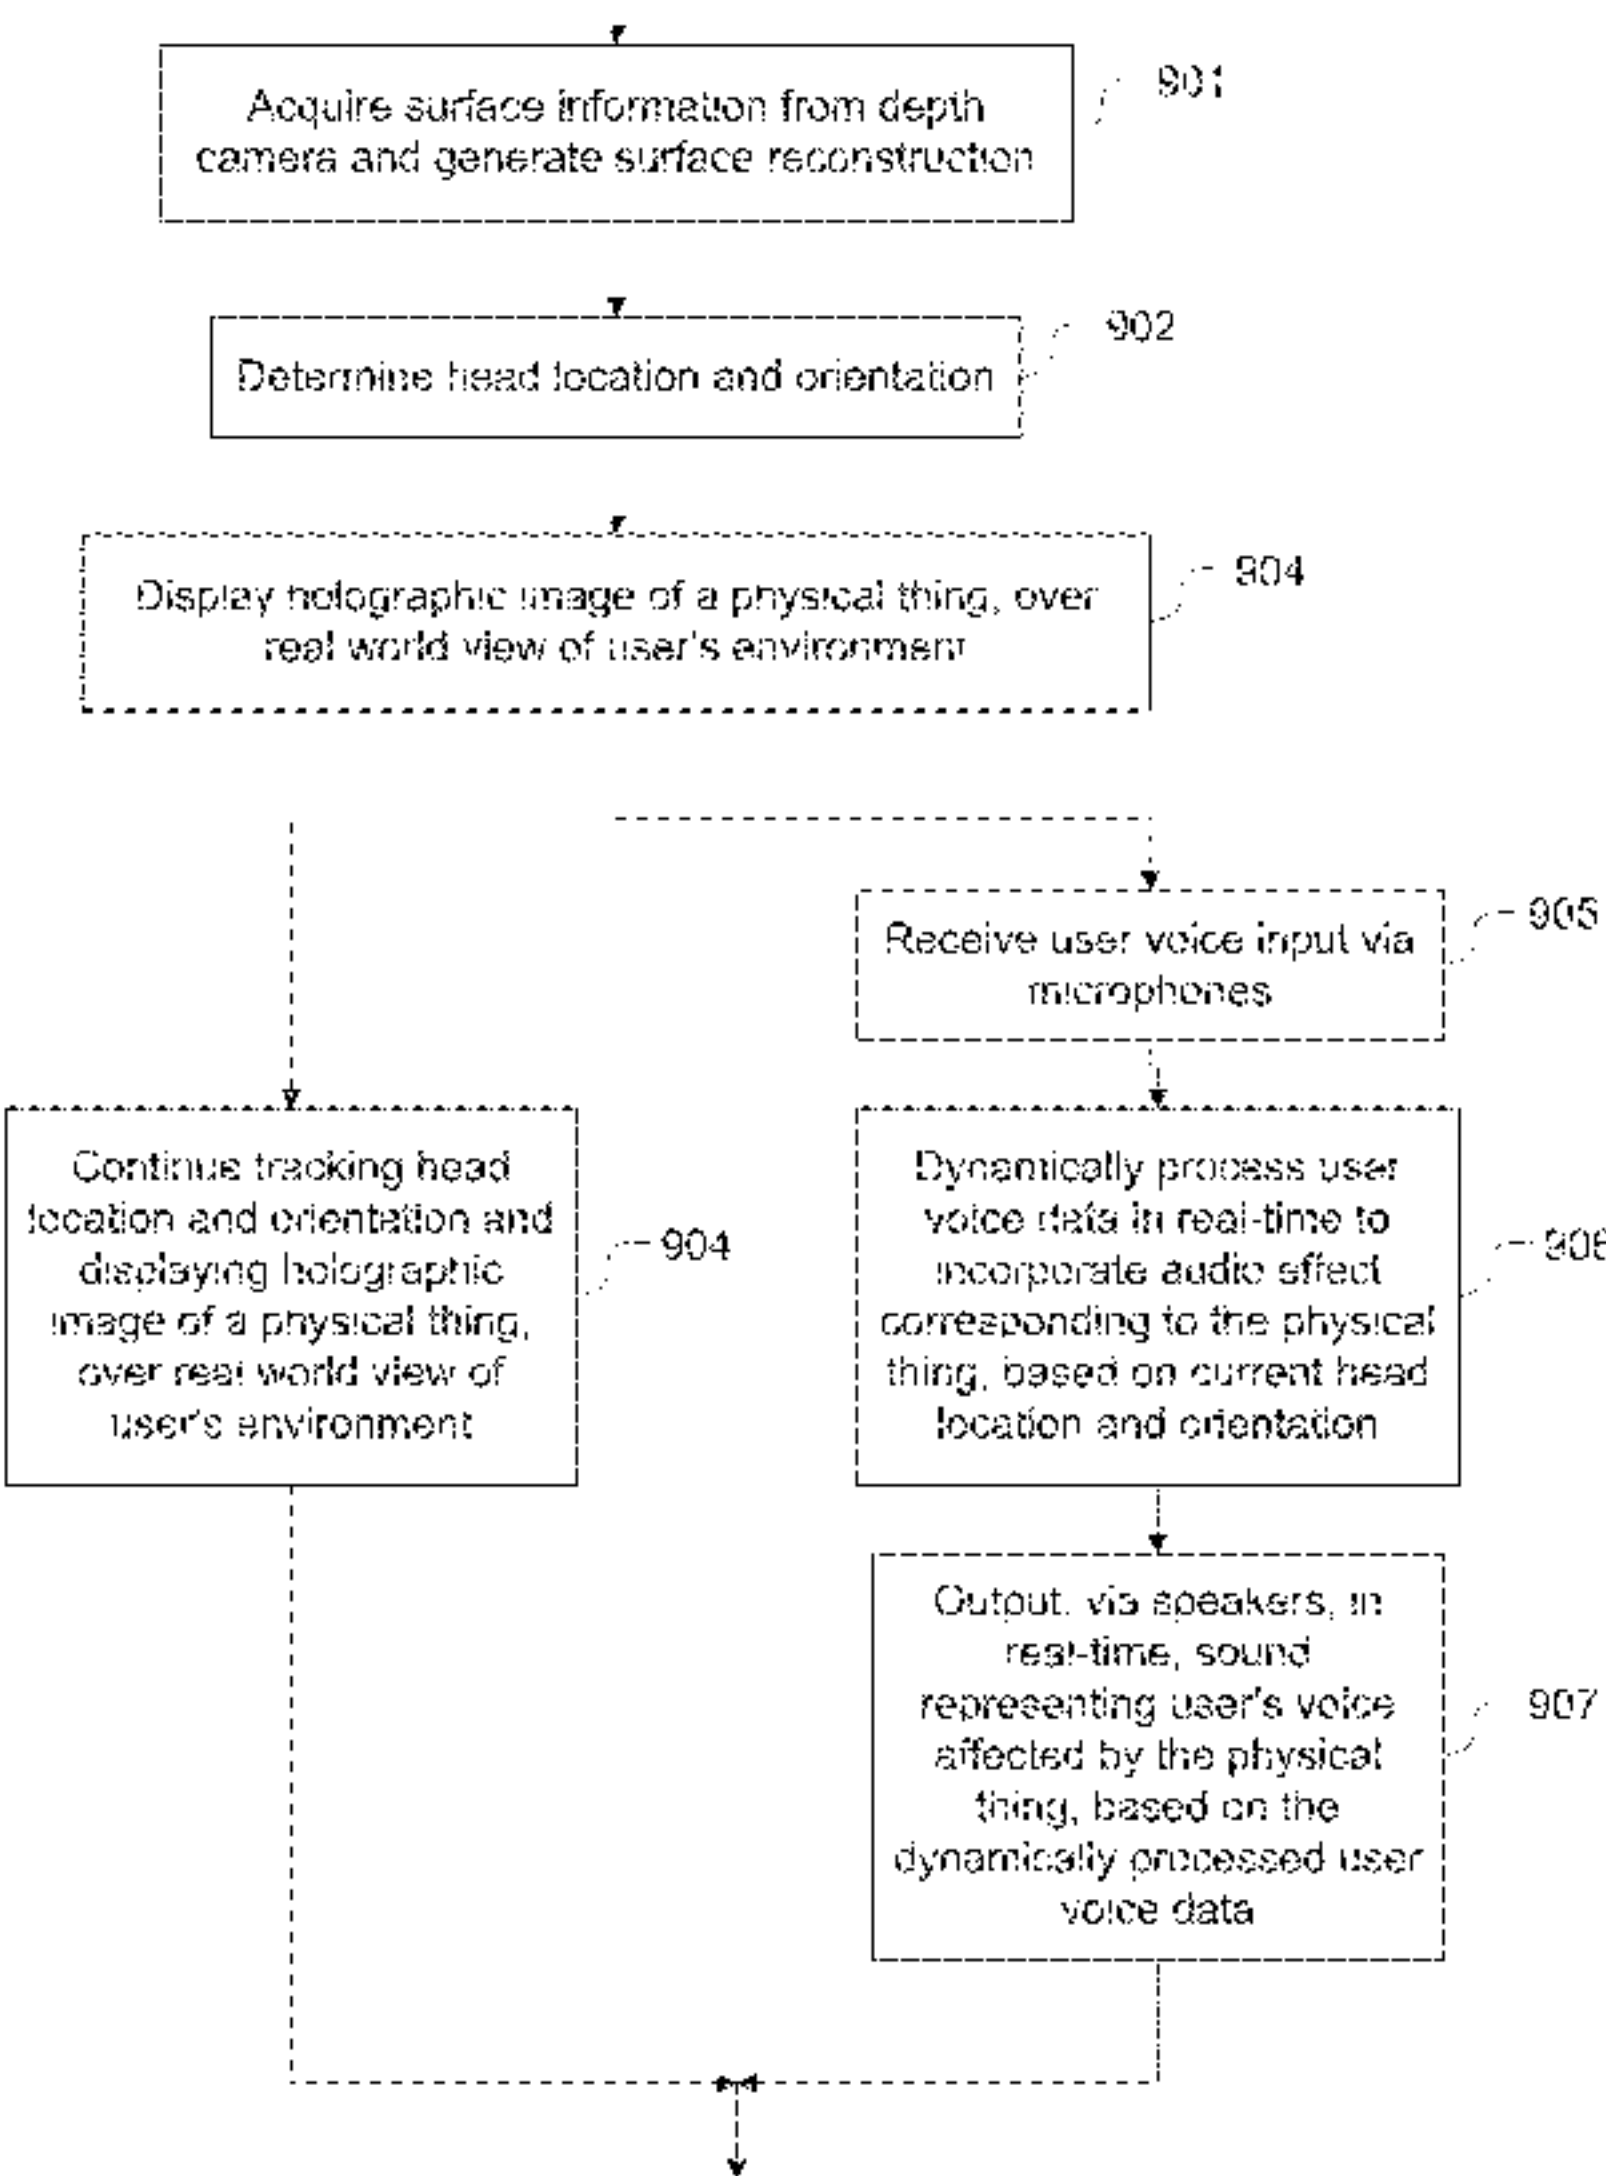 Acquire surface information from depth
camera and generate surface reconstruction
901
Determine head location and orientation
902
Display holographic image of a physical thing, over
real world view of user's environment
904
Receive user voice input via
microphones
905
Continue tracking head
location and orientation and
displaying holographic
image of a physical thing,
over real world view of
user's environment
904
Dynamically process user
voice data in real-time to
incorporate audio effect
corresponding to the physical
thing, based on current head
location and orientation
906
Output, via speakers, in
real-time, sound
representing user's voice
affected by the physical
thing, based on the
dynamically processed user
voice data
907